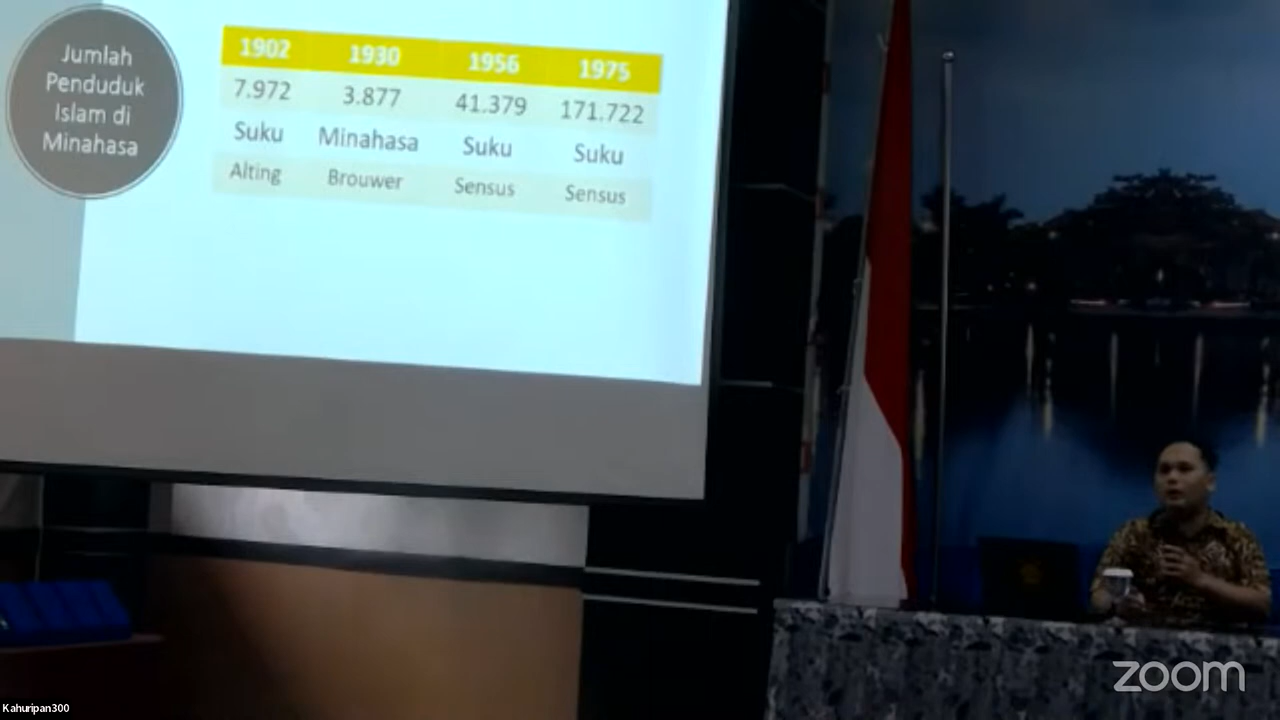 Jumlah
Penduduk
Islam di
Minahasa
1902 1930 1956 1975
7.972 3.877 41.379 171.722
Suku Minahasa Suku Suku
Alting Brouwer Sensus Sensus
zoom
Kahuripan300